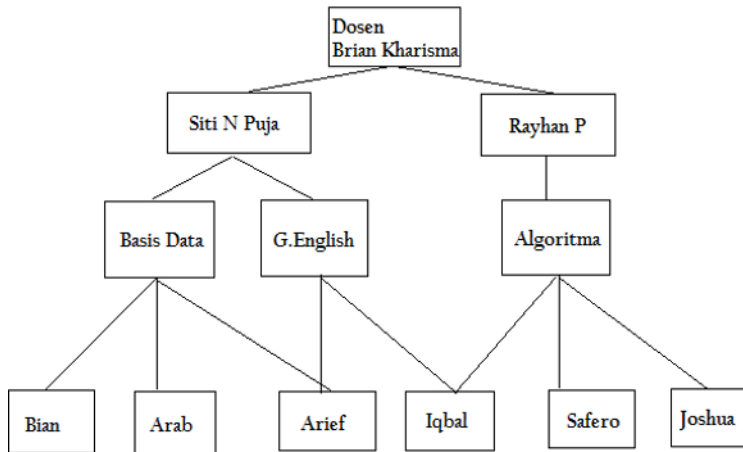 Dosen
Brian Kharisma
Siti N Puja
Rayhan P
Basis Data
G.English
Algoritma
Bian
Arab
Arief
Iqbal
Safero
Joshua